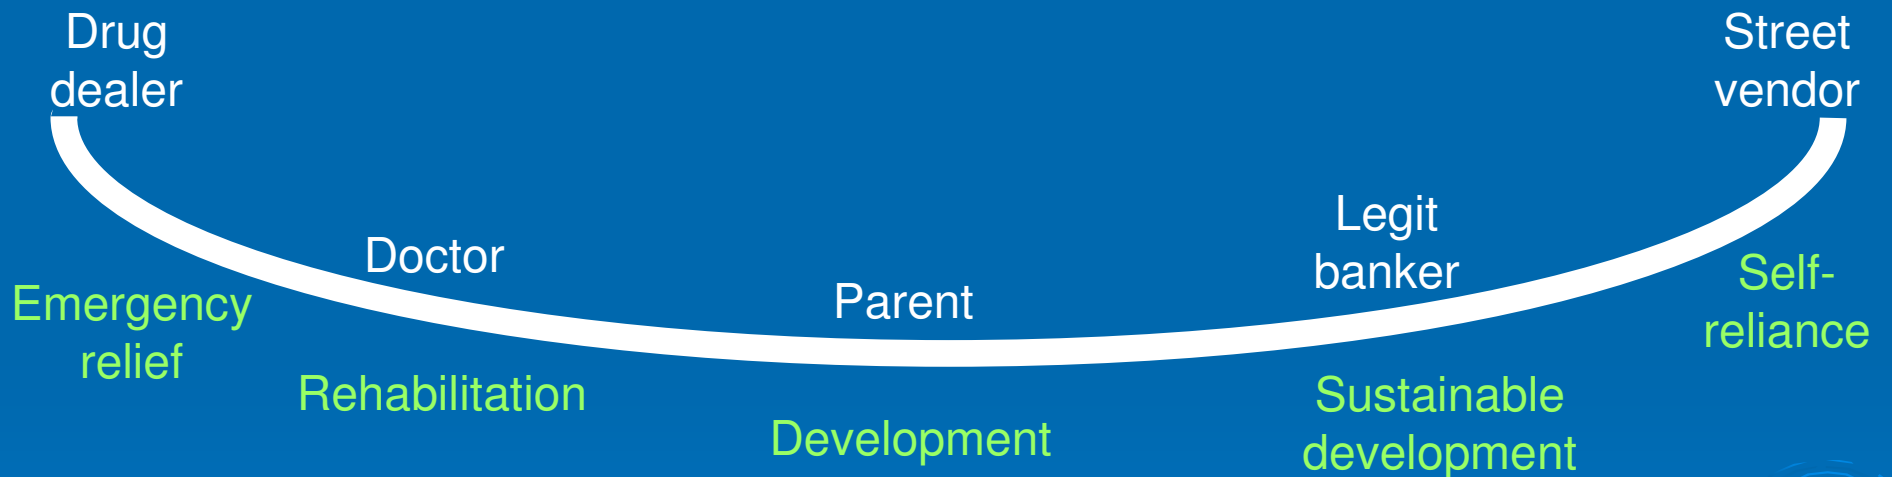 Drug
dealer
Street
vendor
Doctor
Parent
Legit
banker
Emergency
relief
Rehabilitation
Development
Sustainable
development
Self-
reliance